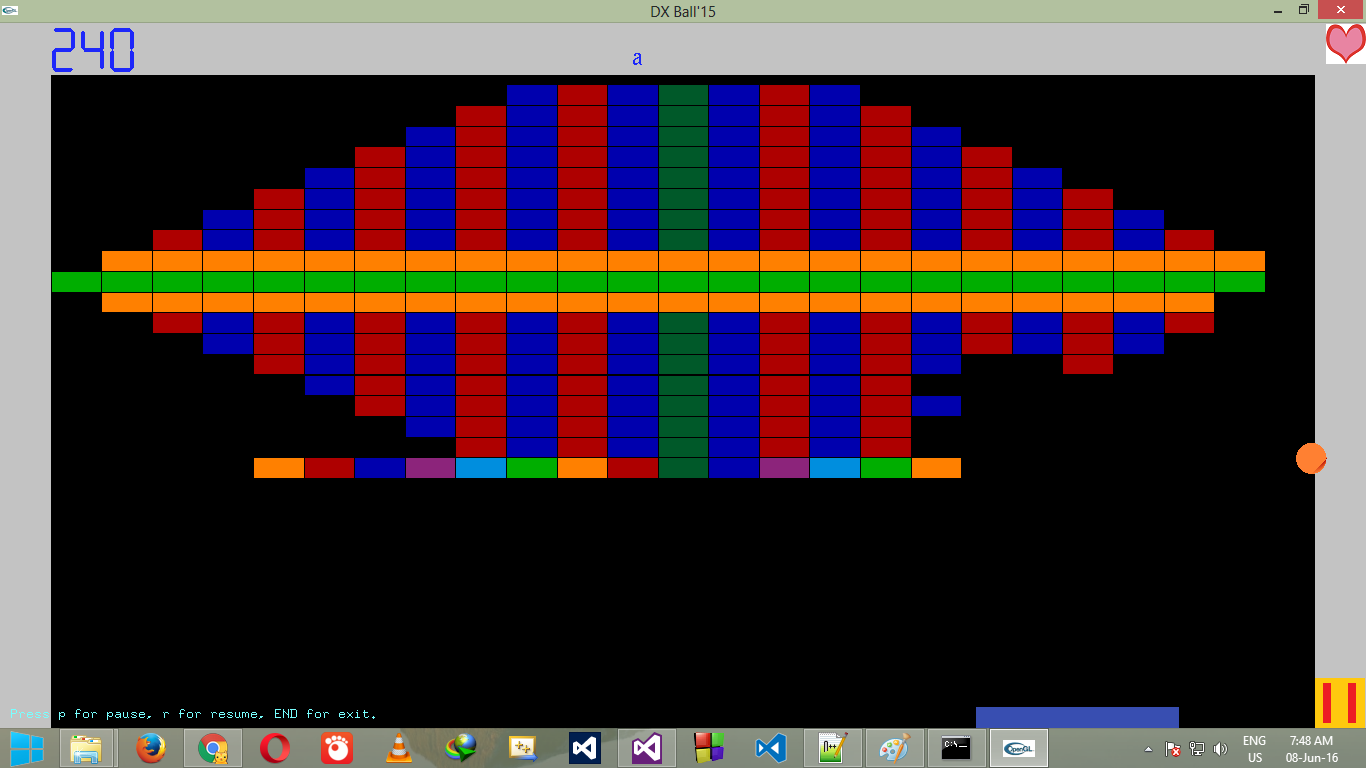 DX Ball'15
240
a
Press p for pause, r for resume, END for exit.
C:\_
OpenGL
ENG
US
7:48 AM
08-Jun-16